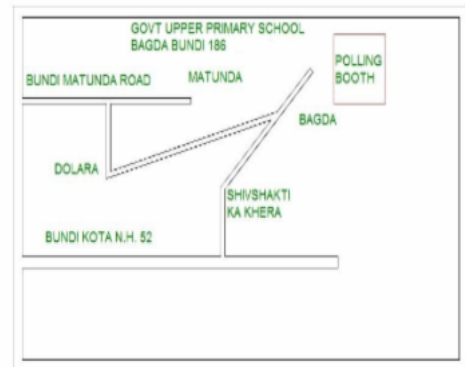 GOVT UPPER PRIMARY SCHOOL
BAGDA BUNDI 186
POLLING
BOOTH
BUNDI MATUNDA ROAD
MATUNDA
BAGDA
DOLARA
SHIVSHAKTI
KA KHERA
BUNDI KOTA N.H. 52